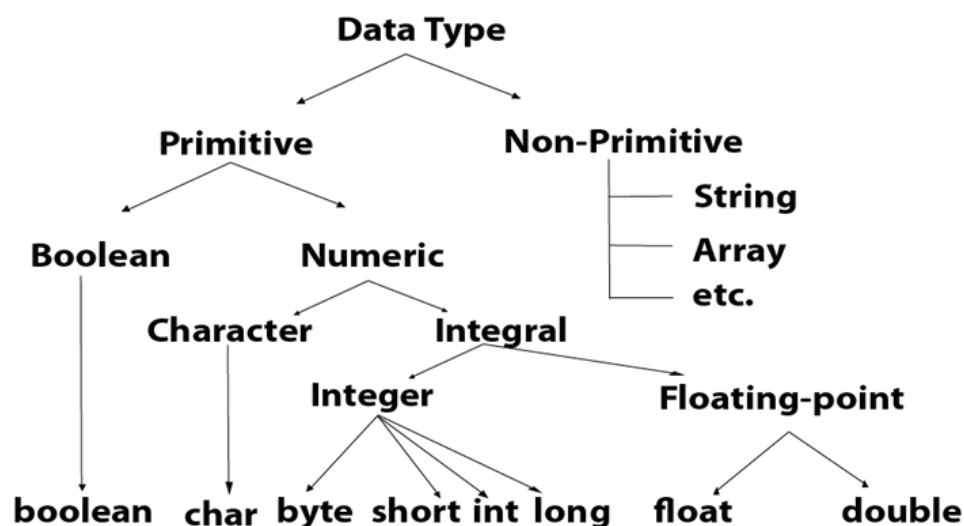 Data Type
Primitive
Non-Primitive
String
Array
etc.
Boolean
Numeric
Character
Integral
Integer
Floating-point
boolean
char
byte
short
int
long
float
double